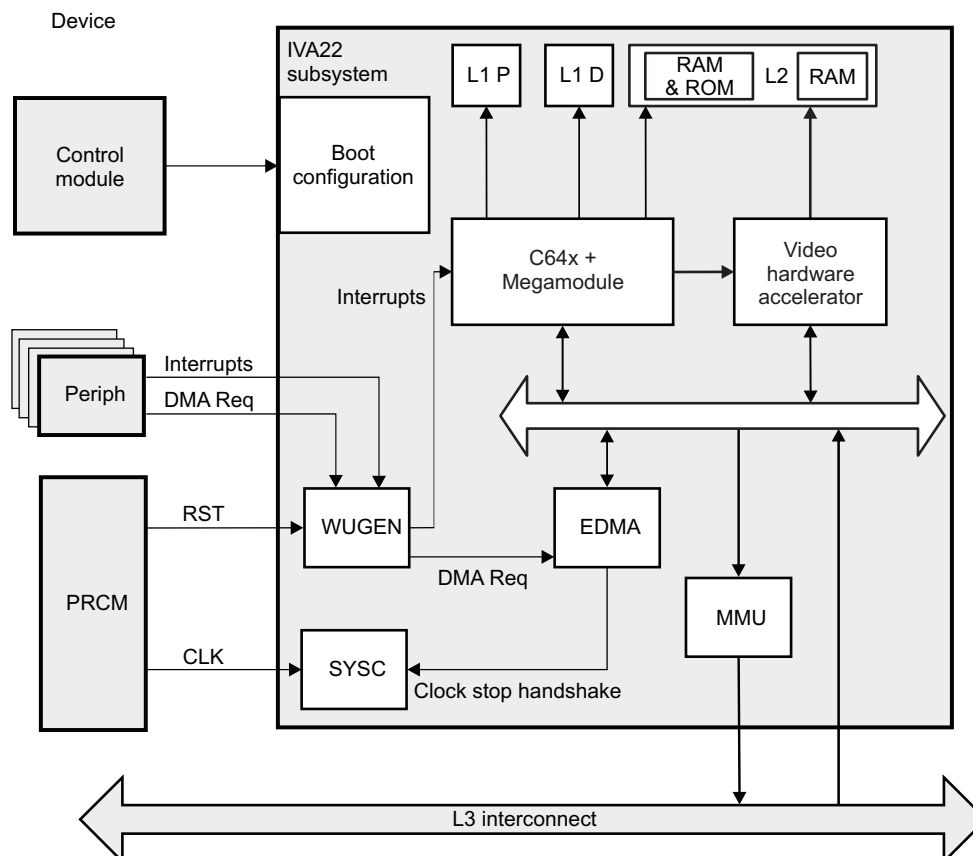 Device
IVA22
subsystem
L1 P
L1 D
RAM
& ROM
L2
RAM
Control
module
Boot
configuration
C64x +
Megamodule
Video
hardware
accelerator
Interrupts
Interrupts
Periph
DMA Req
RST
WUGEN
EDMA
DMA Req
PRCM
MMU
CLK
SYSC
Clock stop handshake
L3 interconnect